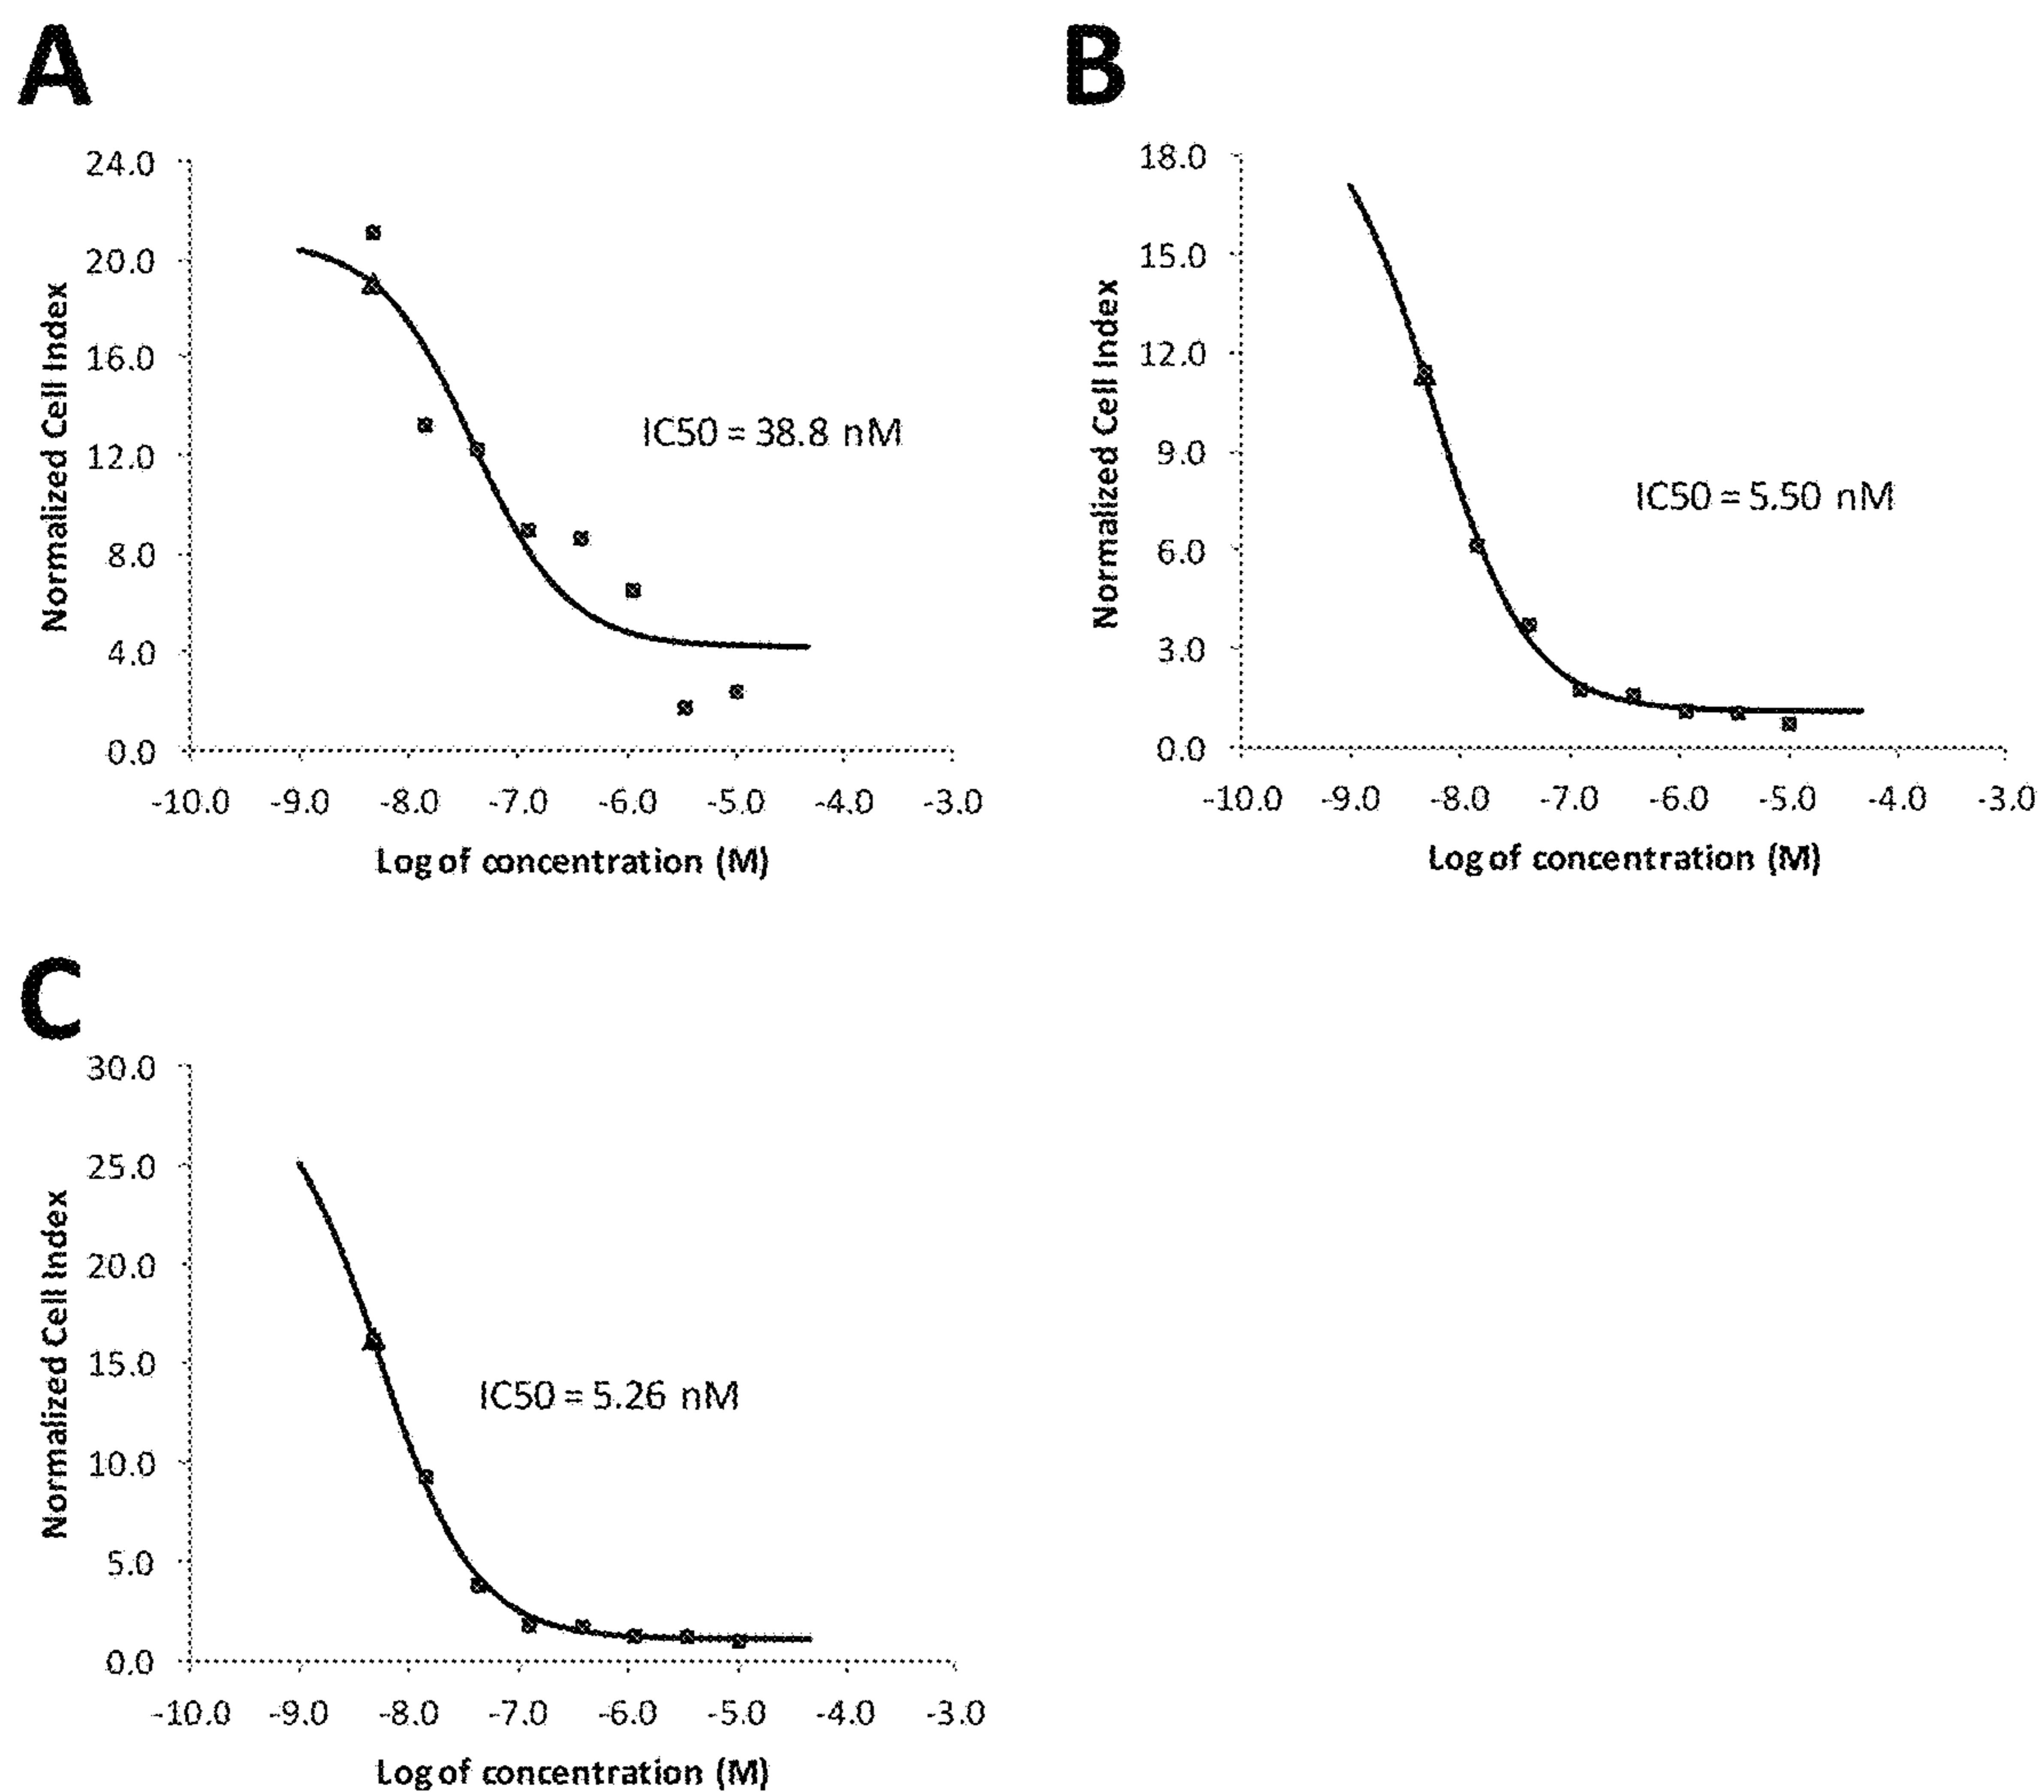 A
24.0
20.0
16.0
12.0
8.0
4.0
0.0
Normalized Cell Index
IC50 = 38.8 nM
-10.0 -9.0 -8.0 -7.0 -6.0 -5.0 -4.0 -3.0
Log of concentration (M)
B
18.0
15.0
12.0
9.0
6.0
3.0
0.0
Normalized Cell Index
IC50 = 5.50 nM
-10.0 -9.0 -8.0 -7.0 -6.0 -5.0 -4.0 -3.0
Log of concentration (M)
C
30.0
25.0
20.0
15.0
10.0
5.0
0.0
Normalized Cell Index
IC50 = 5.26 nM
-10.0 -9.0 -8.0 -7.0 -6.0 -5.0 -4.0 -3.0
Log of concentration (M)